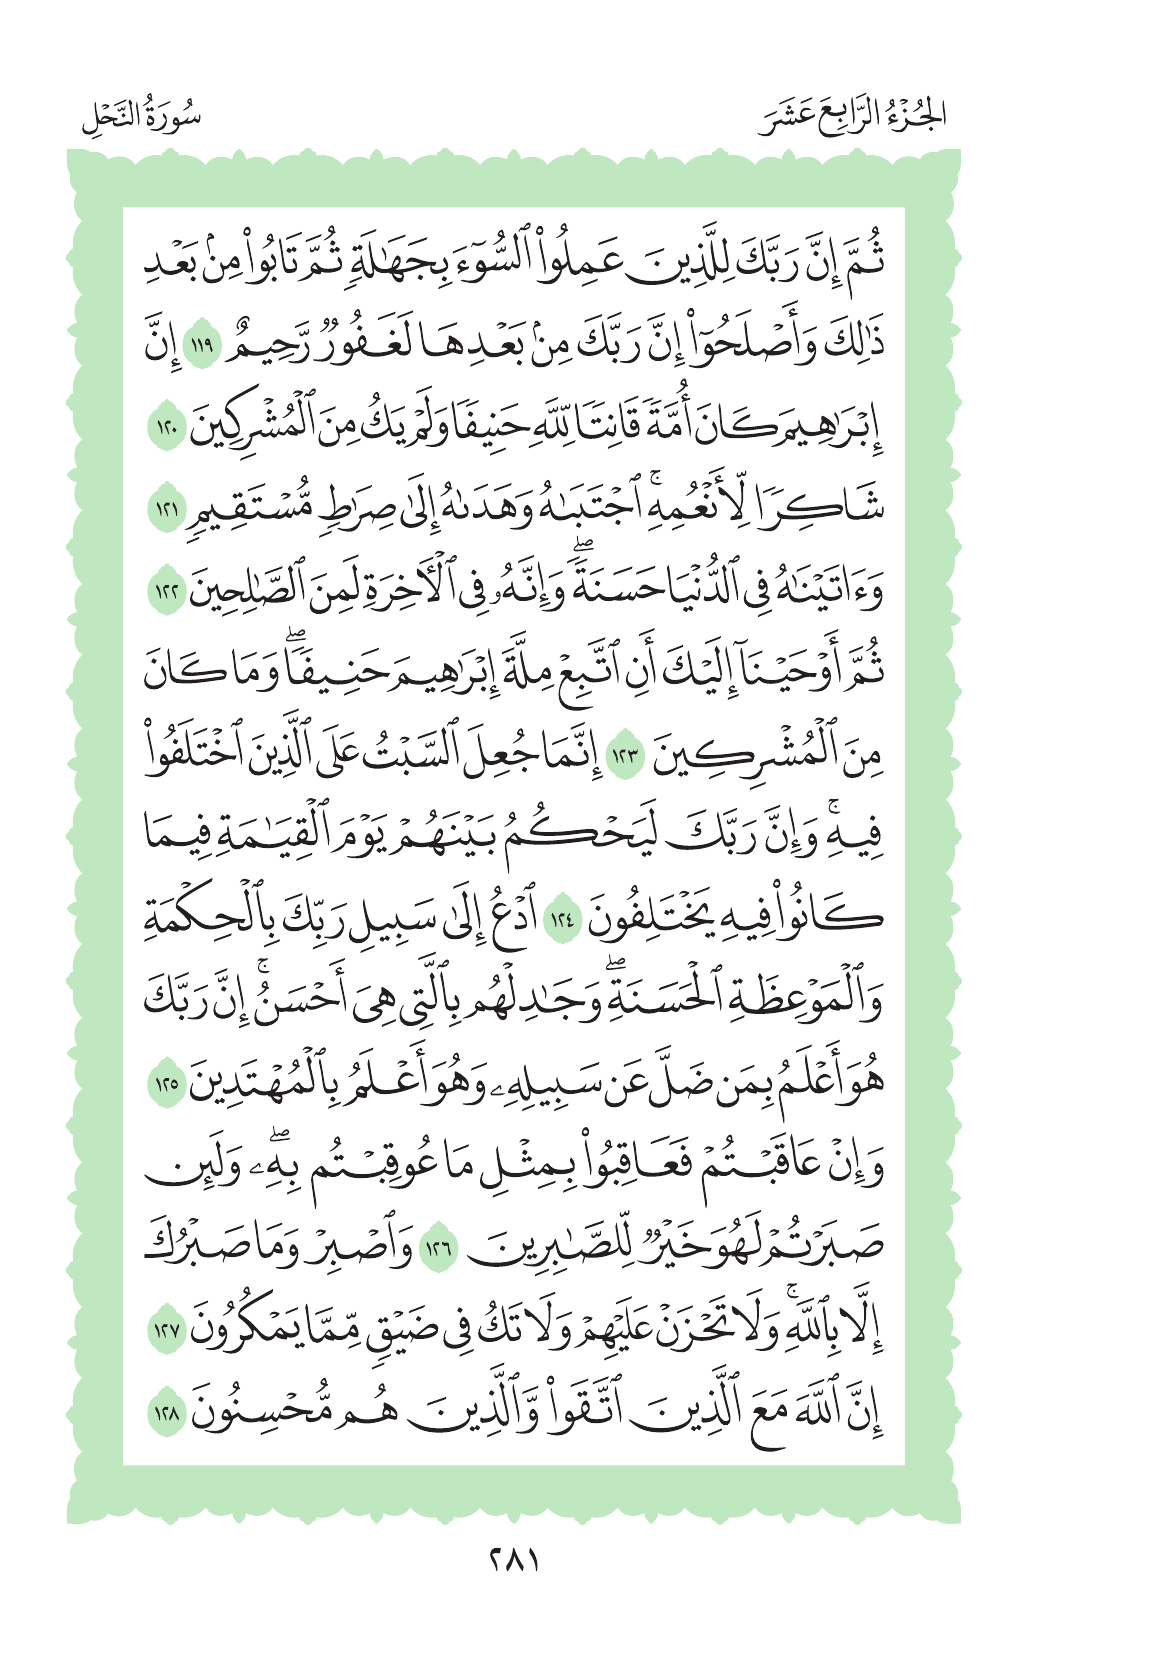 الجُزْءُ الرَّابِعَ عَشَرَ
سُورَةُ النَّحْلِ
ثُمَّ إِنَّ رَبَّكَ لِلَّذِينَ عَمِلُواْ ٱلسُّوٓءَ بِجَهَٰلَةٖ ثُمَّ تَابُواْ مِنۢ بَعۡدِ
ذَٰلِكَ وَأَصۡلَحُوٓاْ إِنَّ رَبَّكَ مِنۢ بَعۡدِهَا لَغَفُورٞ رَّحِيمٌ ١١٩ إِنَّ
إِبۡرَٰهِيمَ كَانَ أُمَّةٗ قَانِتٗا لِّلَّهِ حَنِيفٗا وَلَمۡ يَكُ مِنَ ٱلۡمُشۡرِكِينَ ١٢٠
شَاكِرٗا لِّأَنۡعُمِهِۚ ٱجۡتَبَىٰهُ وَهَدَىٰهُ إِلَىٰ صِرَٰطٖ مُّسۡتَقِيمٖ ١٢١
وَءَاتَيۡنَٰهُ فِي ٱلدُّنۡيَا حَسَنَةٗۖ وَإِنَّهُۥ فِي ٱلۡأٓخِرَةِ لَمِنَ ٱلصَّٰلِحِينَ ١٢٢
ثُمَّ أَوۡحَيۡنَآ إِلَيۡكَ أَنِ ٱتَّبِعۡ مِلَّةَ إِبۡرَٰهِيمَ حَنِيفٗاۖ وَمَا كَانَ
مِنَ ٱلۡمُشۡرِكِينَ ١٢٣ إِنَّمَا جُعِلَ ٱلسَّبۡتُ عَلَى ٱلَّذِينَ ٱخۡتَلَفُواْ
فِيهِۚ وَإِنَّ رَبَّكَ لَيَحۡكُمُ بَيۡنَهُمۡ يَوۡمَ ٱلۡقِيَٰمَةِ فِيمَا
كَانُواْ فِيهِ يَخۡتَلِفُونَ ١٢٤ ٱدۡعُ إِلَىٰ سَبِيلِ رَبِّكَ بِٱلۡحِكۡمَةِ
وَٱلۡمَوۡعِظَةِ ٱلۡحَسَنَةِۖ وَجَٰدِلۡهُم بِٱلَّتِي هِيَ أَحۡسَنُۚ إِنَّ رَبَّكَ
هُوَ أَعۡلَمُ بِمَن ضَلَّ عَن سَبِيلِهِۦ وَهُوَ أَعۡلَمُ بِٱلۡمُهۡتَدِينَ ١٢٥
وَإِنۡ عَاقَبۡتُمۡ فَعَاقِبُواْ بِمِثۡلِ مَا عُوقِبۡتُم بِهِۦۖ وَلَئِن
صَبَرۡتُمۡ لَهُوَ خَيۡرٞ لِّلصَّٰبِرِينَ ١٢٦ وَٱصۡبِرۡ وَمَا صَبۡرُكَ
إِلَّا بِٱللَّهِۚ وَلَا تَحۡزَنۡ عَلَيۡهِمۡ وَلَا تَكُ فِي ضَيۡقٖ مِّمَّا يَمۡكُرُونَ ١٢٧
إِنَّ ٱللَّهَ مَعَ ٱلَّذِينَ ٱتَّقَواْ وَّٱلَّذِينَ هُم مُّحۡسِنُونَ ١٢٨
٢٨١